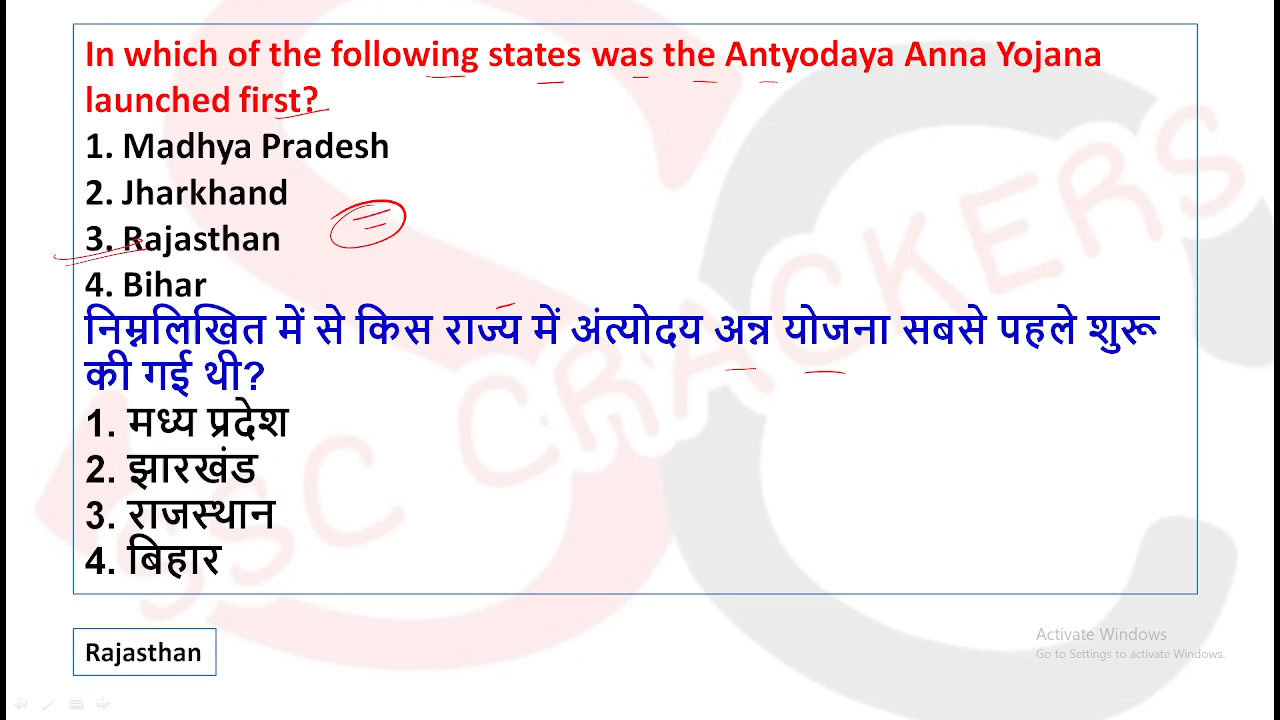 In which of the following states was the Antyodaya Anna Yojana
launched first?
1. Madhya Pradesh
2. Jharkhand
3. Rajasthan
4. Bihar
निम्नलिखित में से किस राज्य में अंत्योदय अन्न योजना सबसे पहले शुरू
की गई थी?
1. मध्य प्रदेश
2. झारखंड
3. राजस्थान
4. बिहार
SSC CRACKERS
Rajasthan
Activate Windows
Go to Settings to activate Windows.